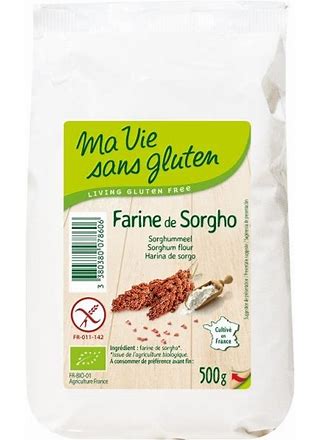 Ma Vie
sans gluten
LIVING GLUTEN FREE
Farine de Sorgho
Sorghummeel
Sorghum flour
Harina de sorgo
3 380380 078606
FR-011-142
Cultivé
en
France
Ingrédient : farine de sorgho*.
*Issue de l'agriculture biologique.
À consommer de préférence avant fin :
FR-BIO-01
Agriculture France
500g